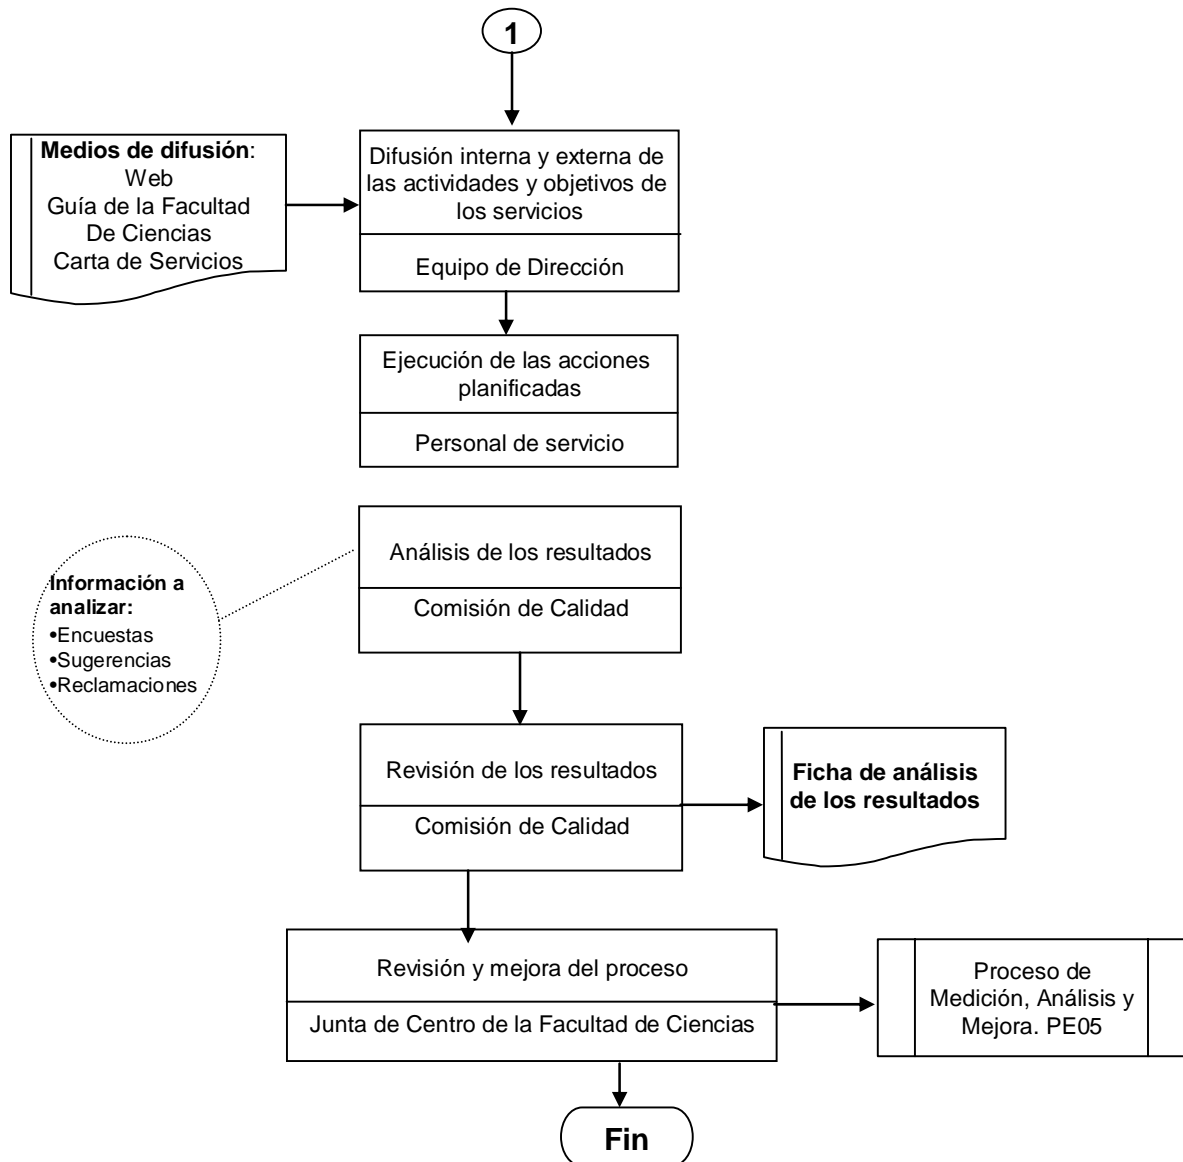 1
Medios de difusión:
Web
Guía de la Facultad
De Ciencias
Carta de Servicios
Difusión interna y externa de
las actividades y objetivos de
los servicios
Equipo de Dirección
Ejecución de las acciones
planificadas
Personal de servicio
Análisis de los resultados
Comisión de Calidad
Información a
analizar:
•Encuestas
•Sugerencias
•Reclamaciones
Revisión de los resultados
Comisión de Calidad
Ficha de análisis
de los resultados
Revisión y mejora del proceso
Junta de Centro de la Facultad de Ciencias
Proceso de
Medición, Análisis y
Mejora. PE05
Fin